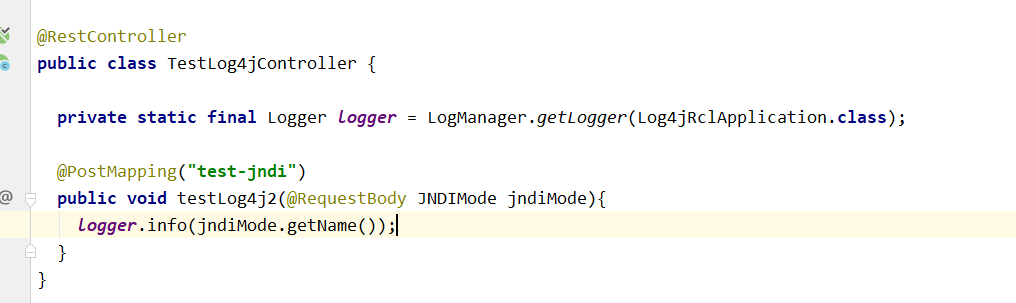 @RestController
public class TestLog4jController {
private static final Logger logger = LogManager.getLogger(Log4jRclApplication.class);
@PostMapping("test-jndi")
public void testLog4j2(@RequestBody JNDIMode jndiMode){
logger.info(jndiMode.getName());
}
}